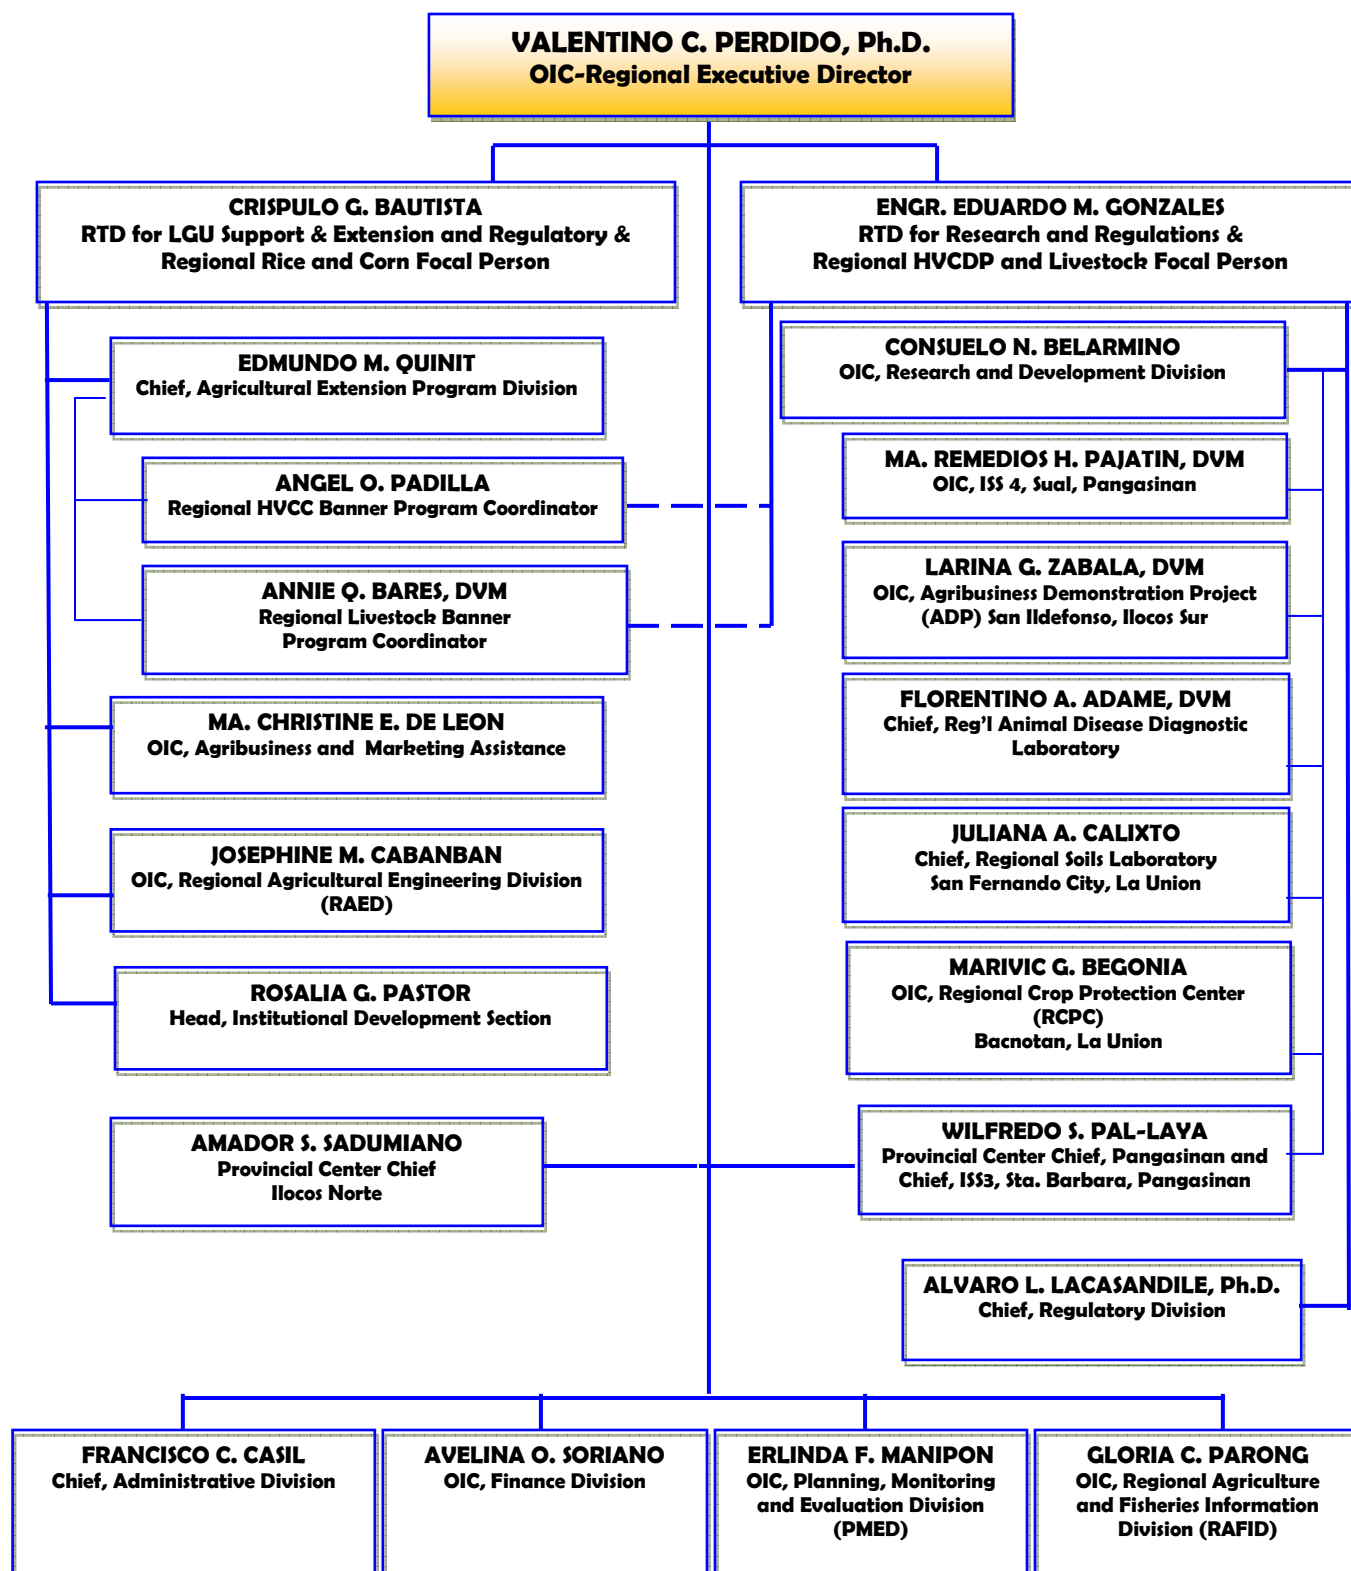 VALENTINO C. PERDIDO, Ph.D.
OIC-Regional Executive Director
CRISPULO G. BAUTISTA
RTD for LGU Support & Extension and Regulatory &
Regional Rice and Corn Focal Person
ENGR. EDUARDO M. GONZALES
RTD for Research and Regulations &
Regional HVCDP and Livestock Focal Person
EDMUNDO M. QUINIT
Chief, Agricultural Extension Program Division
ANGEL O. PADILLA
Regional HVCC Banner Program Coordinator
ANNIE Q. BARES, DVM
Regional Livestock Banner
Program Coordinator
MA. CHRISTINE E. DE LEON
OIC, Agribusiness and Marketing Assistance
JOSEPHINE M. CABANBAN
OIC, Regional Agricultural Engineering Division
(RAED)
ROSALIA G. PASTOR
Head, Institutional Development Section
CONSUELO N. BELARMINO
OIC, Research and Development Division
MA. REMEDIOS H. PAJATIN, DVM
OIC, ISS 4, Sual, Pangasinan
LARINA G. ZABALA, DVM
OIC, Agribusiness Demonstration Project
(ADP) San Ildefonso, Ilocos Sur
FLORENTINO A. ADAME, DVM
Chief, Reg'l Animal Disease Diagnostic
Laboratory
JULIANA A. CALIXTO
Chief, Regional Soils Laboratory
San Fernando City, La Union
MARIVIC G. BEGONIA
OIC, Regional Crop Protection Center
(RCPC)
Bacnotan, La Union
AMADOR S. SADUMIANO
Provincial Center Chief
Ilocos Norte
WILFREDO S. PAL-LAYA
Provincial Center Chief, Pangasinan and
Chief, ISS3, Sta. Barbara, Pangasinan
ALVARO L. LACASANDILE, Ph.D.
Chief, Regulatory Division
FRANCISCO C. CASIL
Chief, Administrative Division
AVELINA O. SORIANO
OIC, Finance Division
ERLINDA F. MANIPON
OIC, Planning, Monitoring
and Evaluation Division
(PMED)
GLORIA C. PARONG
OIC, Regional Agriculture
and Fisheries Information
Division (RAFID)